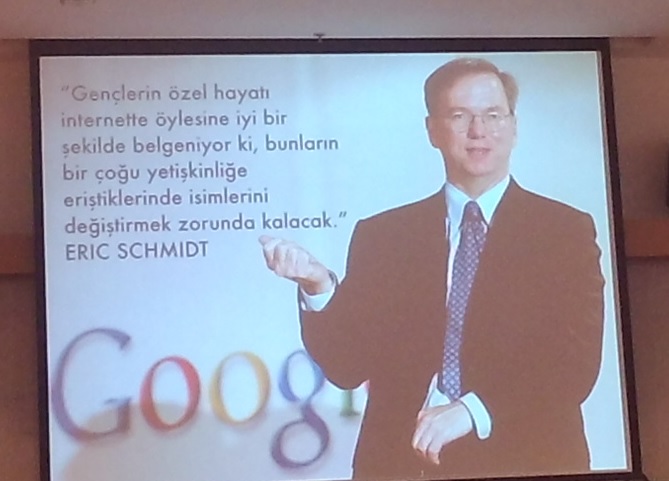 “Gençlerin özel hayatı
internette öylesine iyi bir
şekilde belgeniyor ki, bunların
bir çoğu yetişkinliğe
eriştiklerinde isimlerini
değiştirmek zorunda kalacak.”
ERIC SCHMIDT
Googl